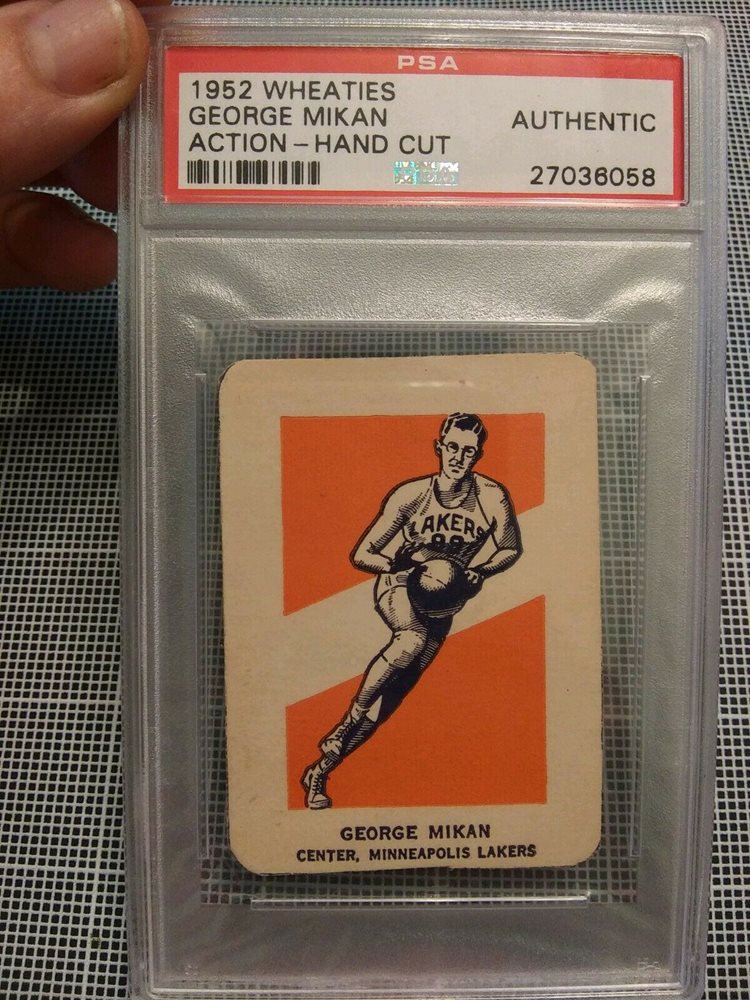 PSA
1952 WHEATIES
GEORGE MIKAN
ACTION – HAND CUT
AUTHENTIC
27036058
LAKERS
GEORGE MIKAN
CENTER, MINNEAPOLIS LAKERS